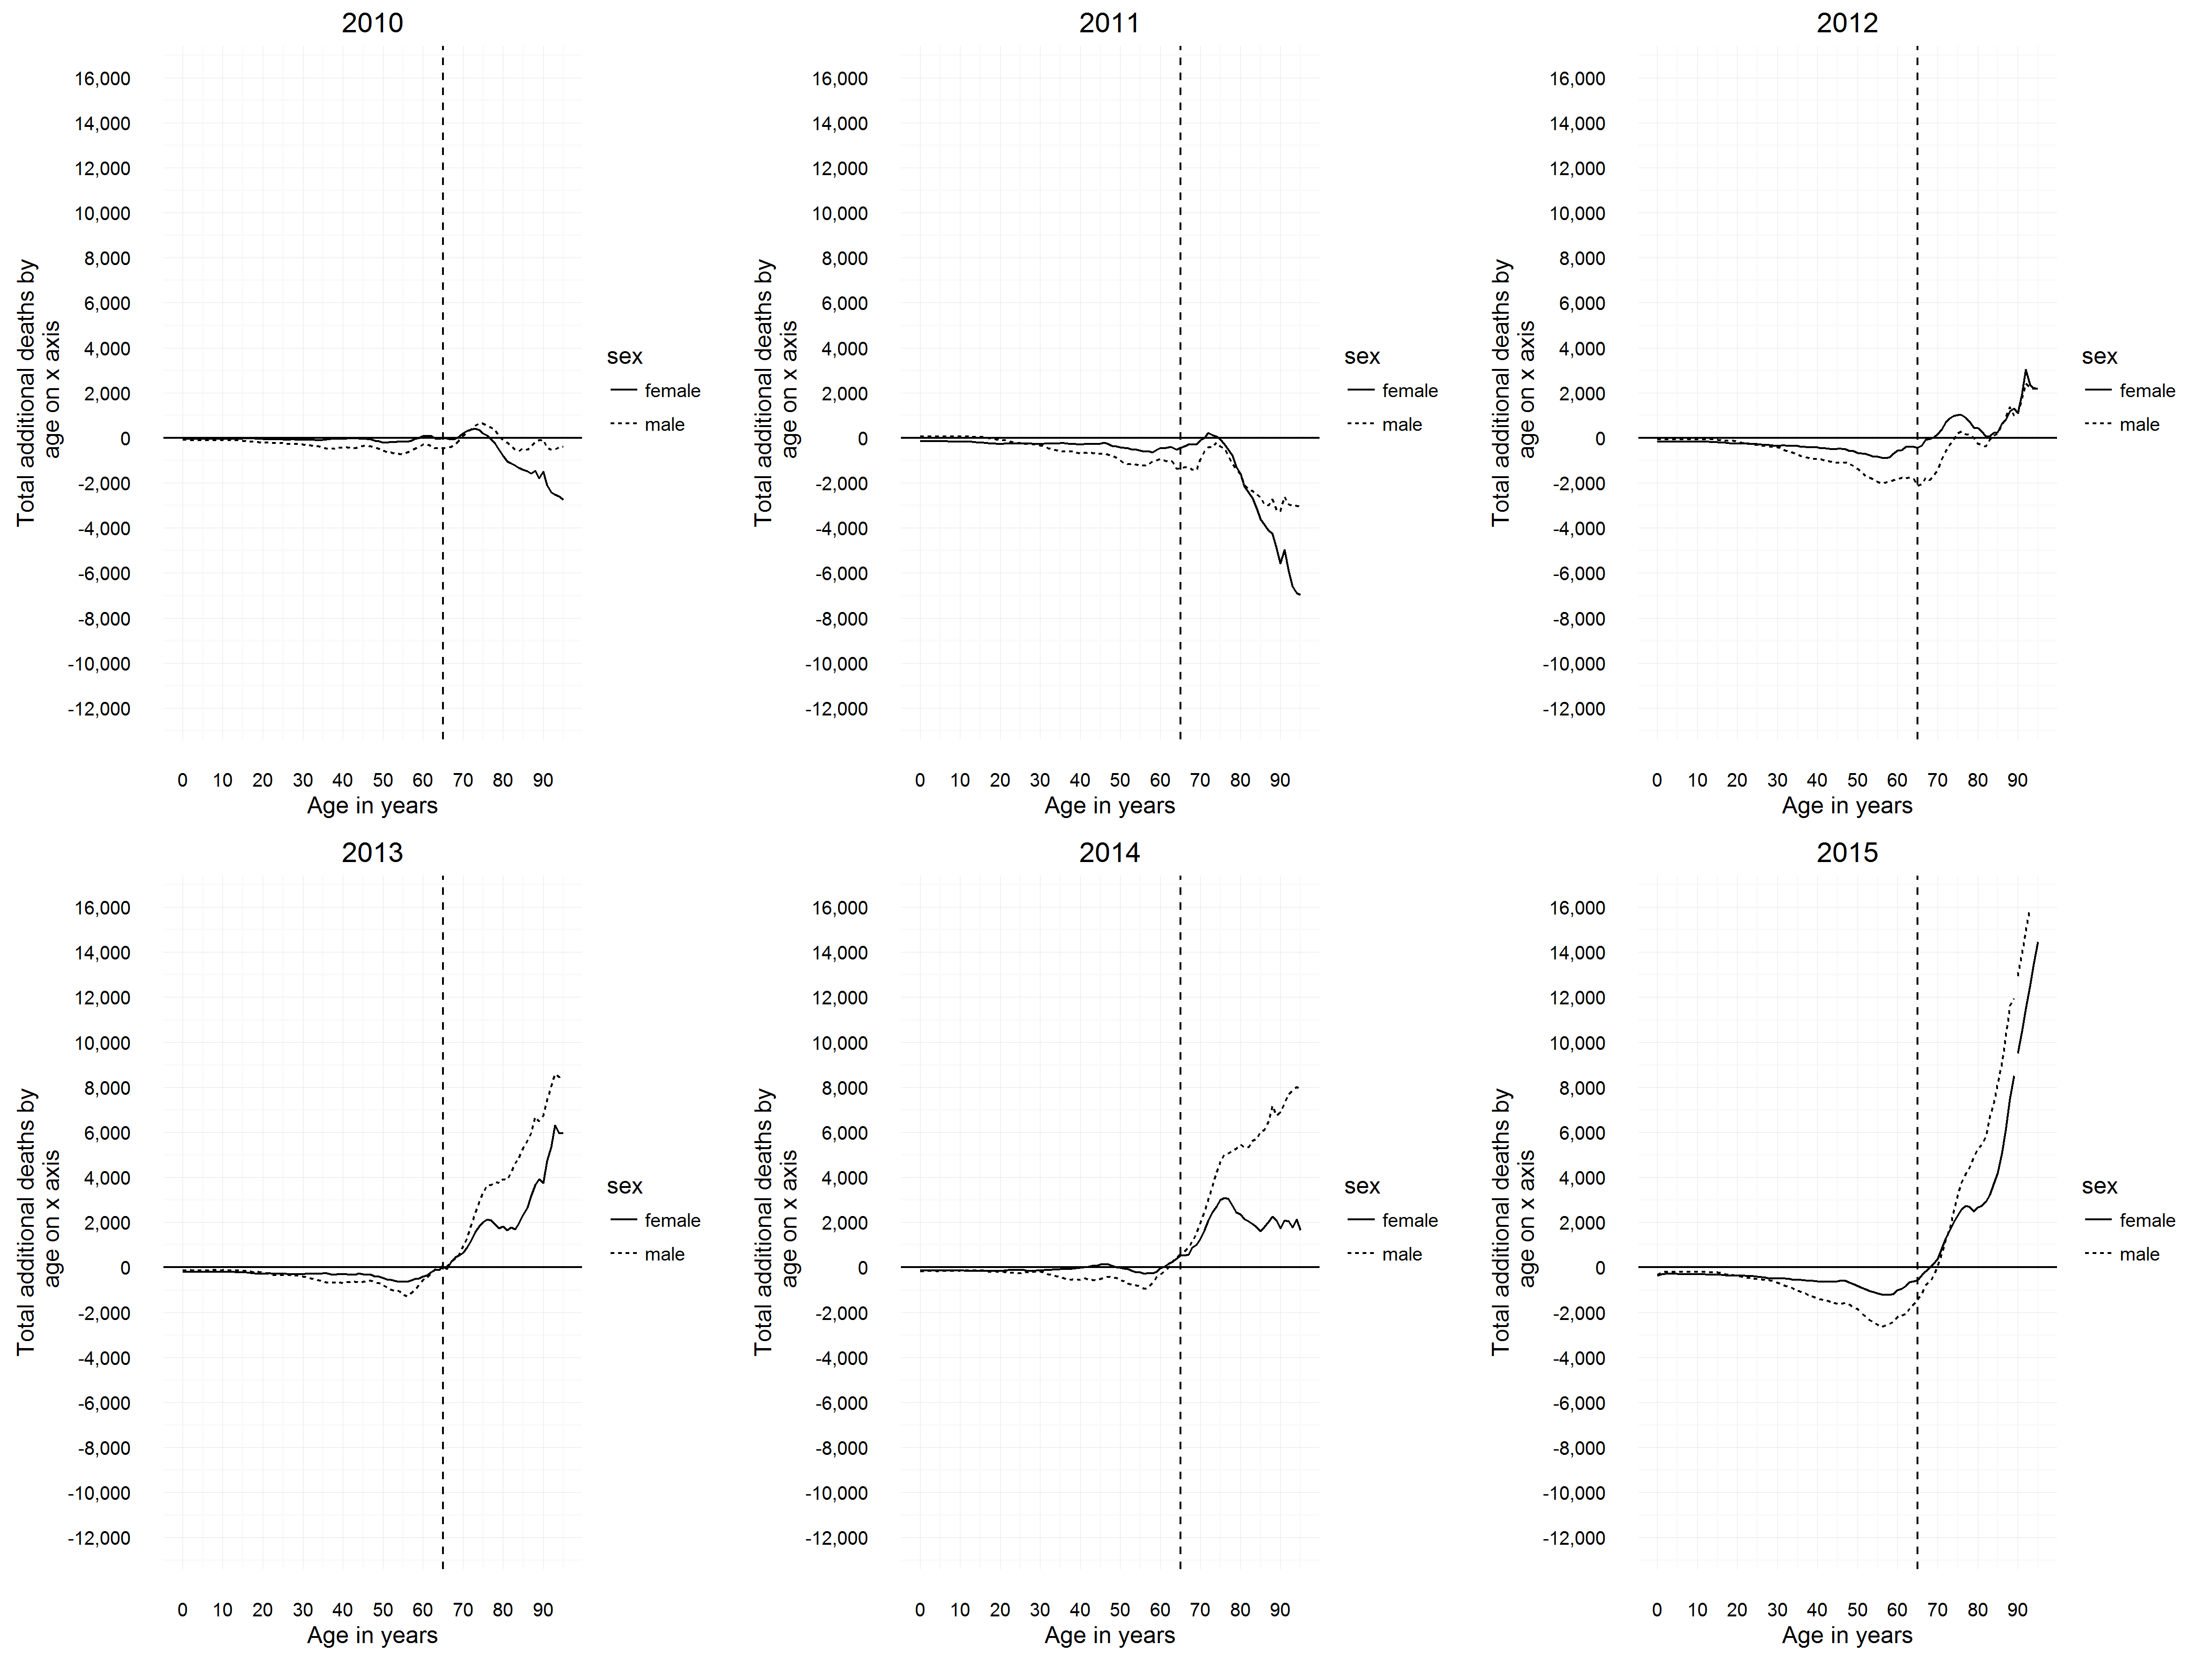 2010
16,000
14,000
12,000
10,000
8,000
6,000
4,000
2,000
0
-2,000
-4,000
-6,000
-8,000
-10,000
-12,000
Total additional deaths by
age on x axis
0 10 20 30 40 50 60 70 80 90
Age in years
sex
female
male
2011
16,000
14,000
12,000
10,000
8,000
6,000
4,000
2,000
0
-2,000
-4,000
-6,000
-8,000
-10,000
-12,000
Total additional deaths by
age on x axis
0 10 20 30 40 50 60 70 80 90
Age in years
sex
female
male
2012
16,000
14,000
12,000
10,000
8,000
6,000
4,000
2,000
0
-2,000
-4,000
-6,000
-8,000
-10,000
-12,000
Total additional deaths by
age on x axis
0 10 20 30 40 50 60 70 80 90
Age in years
sex
female
male
2013
16,000
14,000
12,000
10,000
8,000
6,000
4,000
2,000
0
-2,000
-4,000
-6,000
-8,000
-10,000
-12,000
Total additional deaths by
age on x axis
0 10 20 30 40 50 60 70 80 90
Age in years
sex
female
male
2014
16,000
14,000
12,000
10,000
8,000
6,000
4,000
2,000
0
-2,000
-4,000
-6,000
-8,000
-10,000
-12,000
Total additional deaths by
age on x axis
0 10 20 30 40 50 60 70 80 90
Age in years
sex
female
male
2015
16,000
14,000
12,000
10,000
8,000
6,000
4,000
2,000
0
-2,000
-4,000
-6,000
-8,000
-10,000
-12,000
Total additional deaths by
age on x axis
0 10 20 30 40 50 60 70 80 90
Age in years
sex
female
male